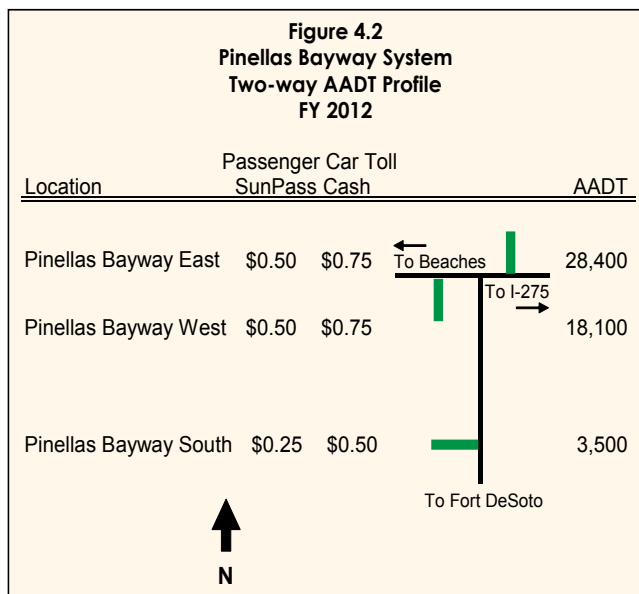 Figure 4.2
Pinellas Bayway System
Two-way AADT Profile
FY 2012
Passenger Car Toll
Location SunPass Cash AADT
Pinellas Bayway East $0.50 $0.75 To Beaches 28,400
To I-275
Pinellas Bayway West $0.50 $0.75 18,100
Pinellas Bayway South $0.25 $0.50 3,500
To Fort DeSoto
N